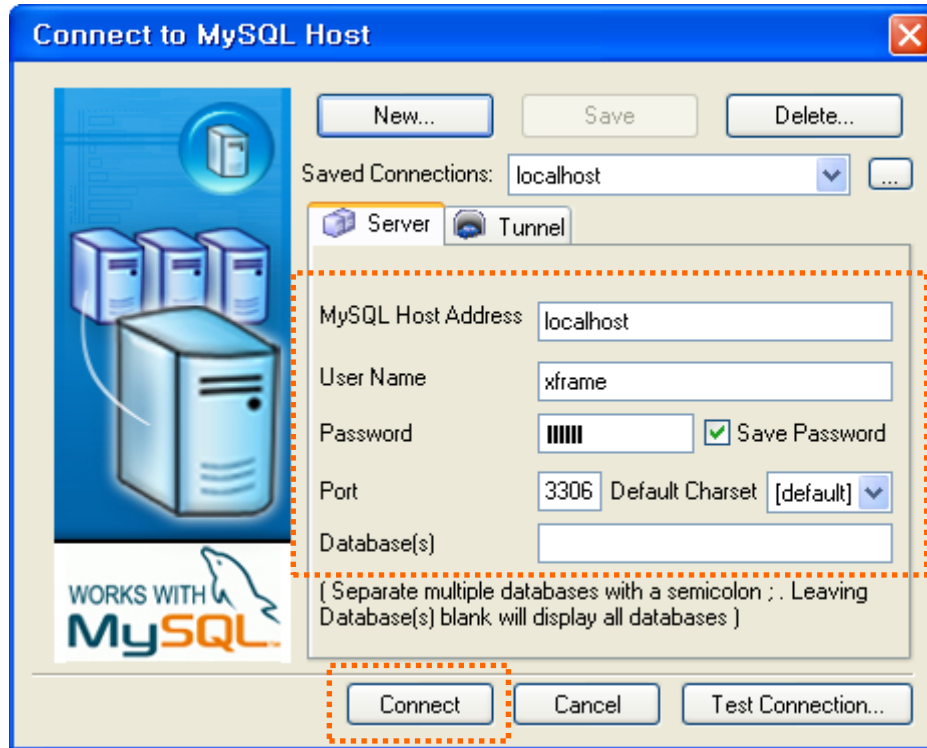 Connect to MySQL Host
New... Save Delete...
Saved Connections: localhost ...
Server Tunnel
MySQL Host Address localhost
User Name xframe
Password Save Password
Port 3306 Default Charset [default]
Database(s)
( Separate multiple databases with a semicolon ; . Leaving
Database(s) blank will display all databases )
WORKS WITH
MySQL
Connect Cancel Test Connection...